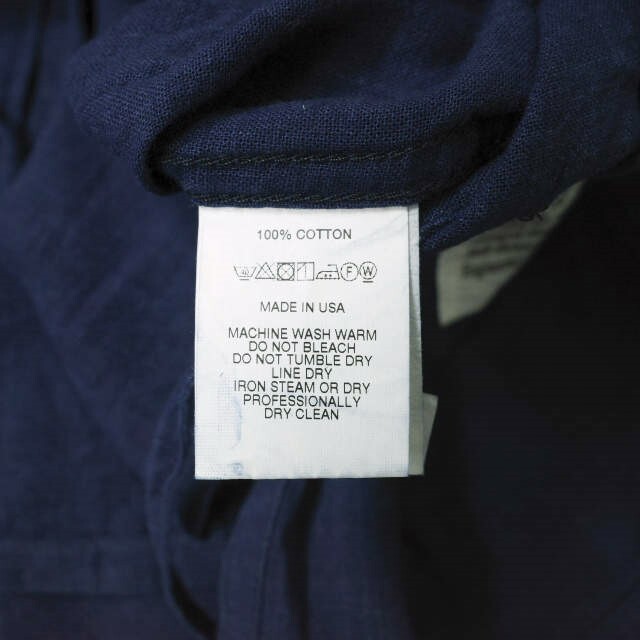 100% COTTON
40 F W
MADE IN USA
MACHINE WASH WARM
DO NOT BLEACH
DO NOT TUMBLE DRY
LINE DRY
IRON STEAM OR DRY
PROFESSIONALLY
DRY CLEAN